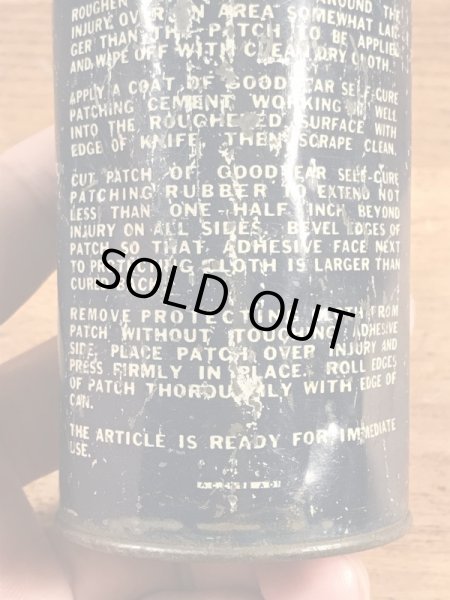 ROUGHEN AROUND THE
INJURY OVER AN AREA SOMEWHAT LAR-
GER THAN THE PATCH TO BE APPLIED
AND WIPE OFF WITH CLEAN DRY CLOTH.
APPLY A COAT OF GOODYEAR SELF-CURE
PATCHING CEMENT WORKING IT WELL
INTO THE ROUGHENED SURFACE WITH
EDGE OF KNIFE, THEN SCRAPE CLEAN.
CUT PATCH OF GOODYEAR SELF-CURE
PATCHING RUBBER TO EXTEND NOT
LESS THAN ONE-HALF INCH BEYOND
INJURY ON ALL SIDES. BEVEL EDGES OF
PATCH SO THAT ADHESIVE FACE NEXT
TO PROTECTING CLOTH IS LARGER THAN
SOLD OUT
REMOVE PROTECTING CLOTH FROM
PATCH WITHOUT TOUCHING ADHESIVE
SIDE. PLACE PATCH OVER INJURY AND
PRESS FIRMLY IN PLACE. ROLL EDGES
OF PATCH THOROUGHLY WITH EDGE OF
CAN.
THE ARTICLE IS READY FOR IMMEDIATE
USE.